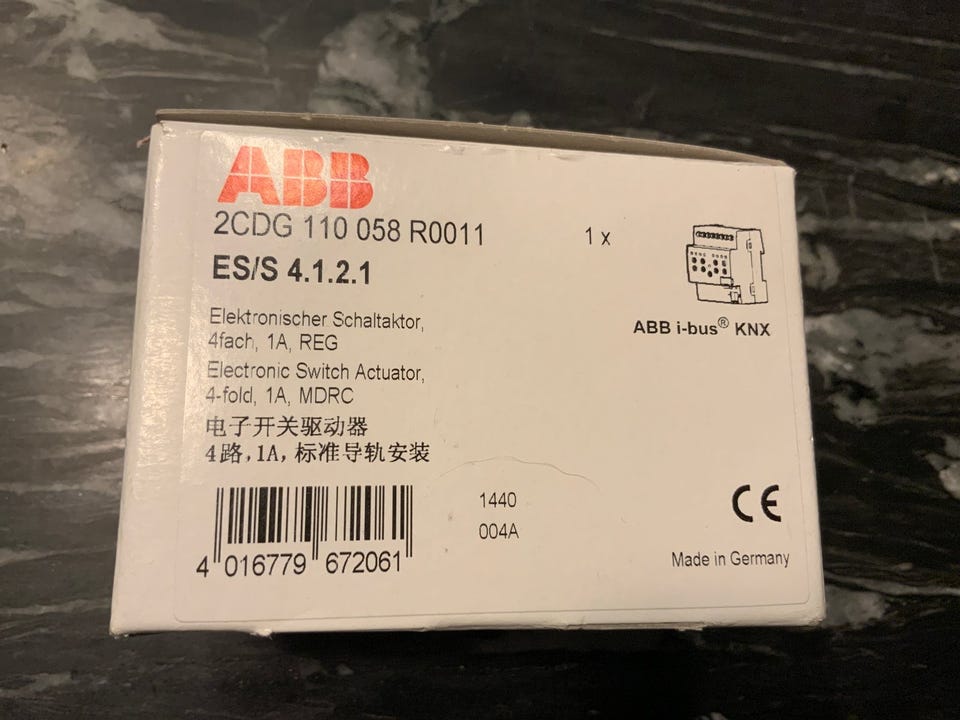 ABB
2CDG 110 058 R0011
1 x
ES/S 4.1.2.1
ABB i-bus® KNX
Elektronischer Schaltaktor,
4fach, 1A, REG
Electronic Switch Actuator,
4-fold, 1A, MDRC
电子开关驱动器
4路,1A,标准导轨安装
1440
004A
CE
4 016779 672061
Made in Germany